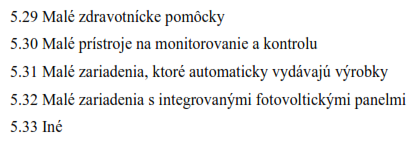 5.29 Malé zdravotnícke pomôcky
5.30 Malé prístroje na monitorovanie a kontrolu
5.31 Malé zariadenia, ktoré automaticky vydávajú výrobky
5.32 Malé zariadenia s integrovanými fotovoltickými panelmi
5.33 Iné